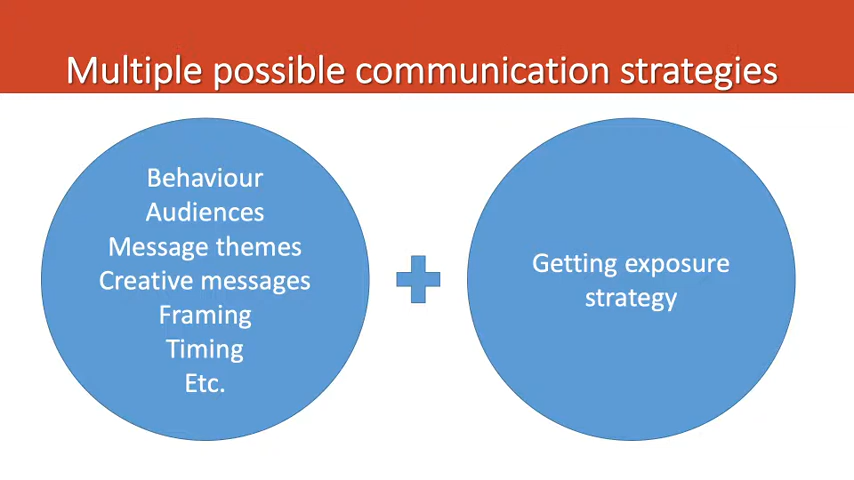 Multiple possible communication strategies
Behaviour
Audiences
Message themes
Creative messages
Framing
Timing
Etc.
Getting exposure
strategy